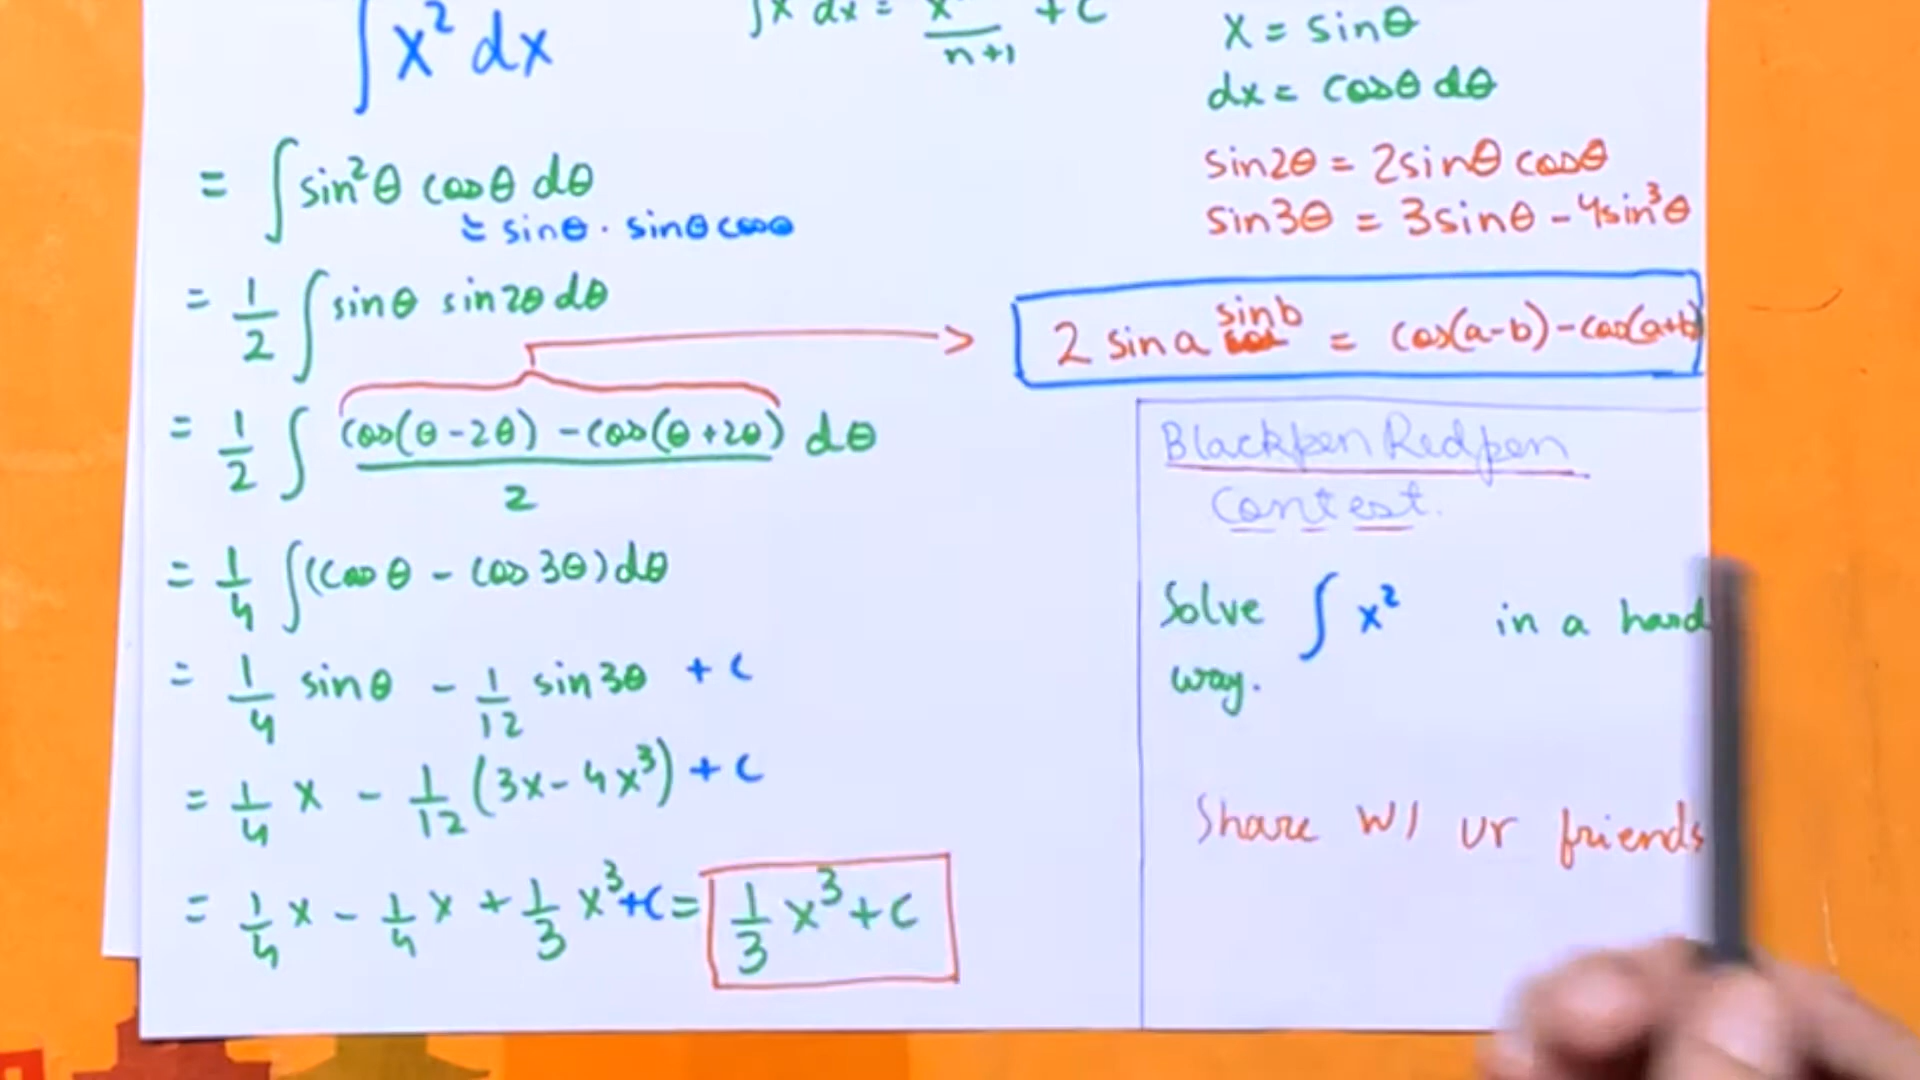 ∫ x² dx
∫x dx = x / n+1 + c
x = sinθ
dx = cosθ dθ
sin2θ = 2sinθ cosθ
sin3θ = 3sinθ - 4sin³θ
= ∫ sin²θ cosθ dθ
= sinθ · sinθ cosθ
= 1/2 ∫ sinθ sin2θ dθ
2 sin a sin b = cos(a-b) - cos(a+b)
= 1/2 ∫ cos(θ-2θ) - cos(θ+2θ) / 2 dθ
= 1/4 ∫ (cosθ - cos3θ) dθ
= 1/4 sinθ - 1/12 sin3θ + c
= 1/4 x - 1/12 (3x - 4x³) + c
= 1/4 x - 1/4 x + 1/3 x³ + c = 1/3 x³ + c
Blackpen Redpen
Contest.
Solve ∫ x² in a hard
way.
Share w/ ur friends